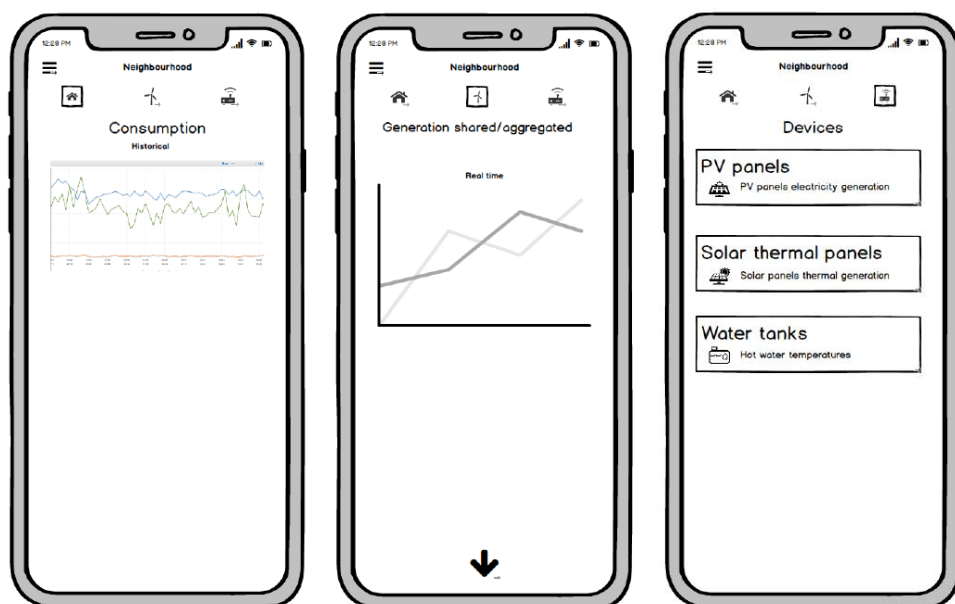 12:28 PM
Neighbourhood
Consumption
Historical
12:28 PM
Neighbourhood
Generation shared/aggregated
Real time
12:28 PM
Neighbourhood
Devices
PV panels
PV panels electricity generation
Solar thermal panels
Solar panels thermal generation
Water tanks
Hot water temperatures